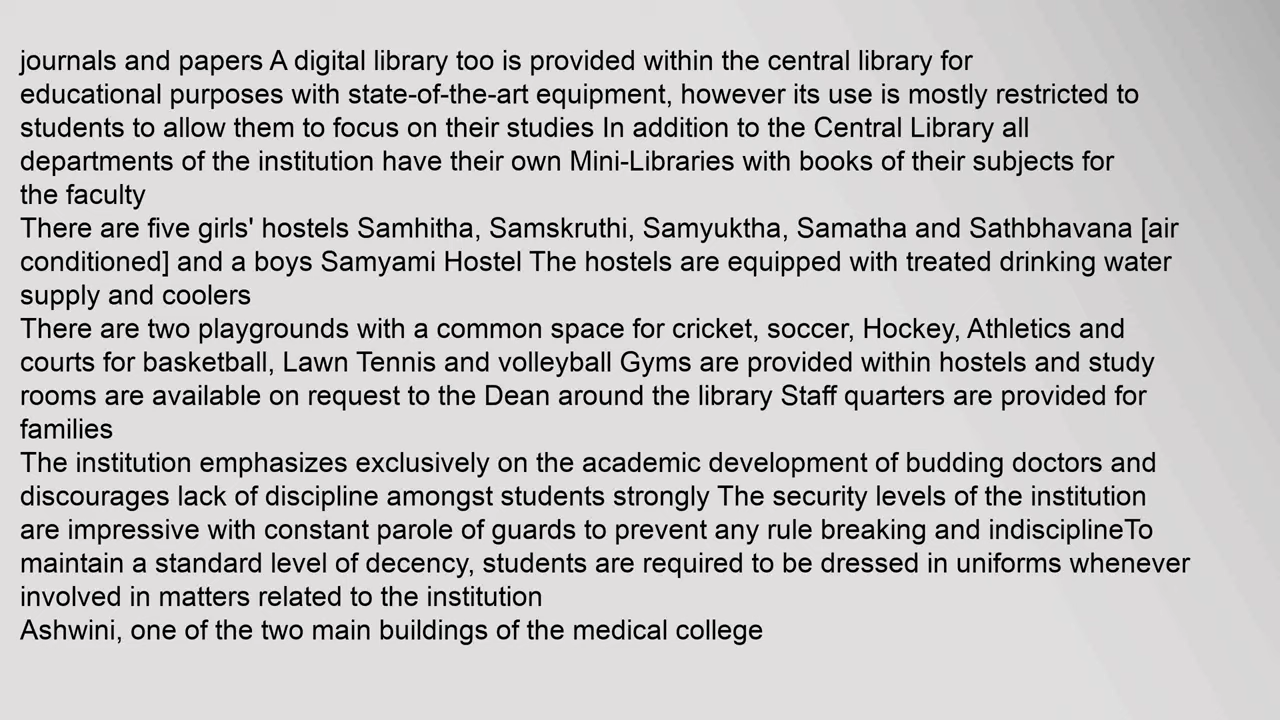 journals and papers A digital library too is provided within the central library for
educational purposes with state-of-the-art equipment, however its use is mostly restricted to
students to allow them to focus on their studies In addition to the Central Library all
departments of the institution have their own Mini-Libraries with books of their subjects for
the faculty
There are five girls' hostels Samhitha, Samskruthi, Samyuktha, Samatha and Sathbhavana [air
conditioned] and a boys Samyami Hostel The hostels are equipped with treated drinking water
supply and coolers
There are two playgrounds with a common space for cricket, soccer, Hockey, Athletics and
courts for basketball, Lawn Tennis and volleyball Gyms are provided within hostels and study
rooms are available on request to the Dean around the library Staff quarters are provided for
families
The institution emphasizes exclusively on the academic development of budding doctors and
discourages lack of discipline amongst students strongly The security levels of the institution
are impressive with constant parole of guards to prevent any rule breaking and indisciplineTo
maintain a standard level of decency, students are required to be dressed in uniforms whenever
involved in matters related to the institution
Ashwini, one of the two main buildings of the medical college